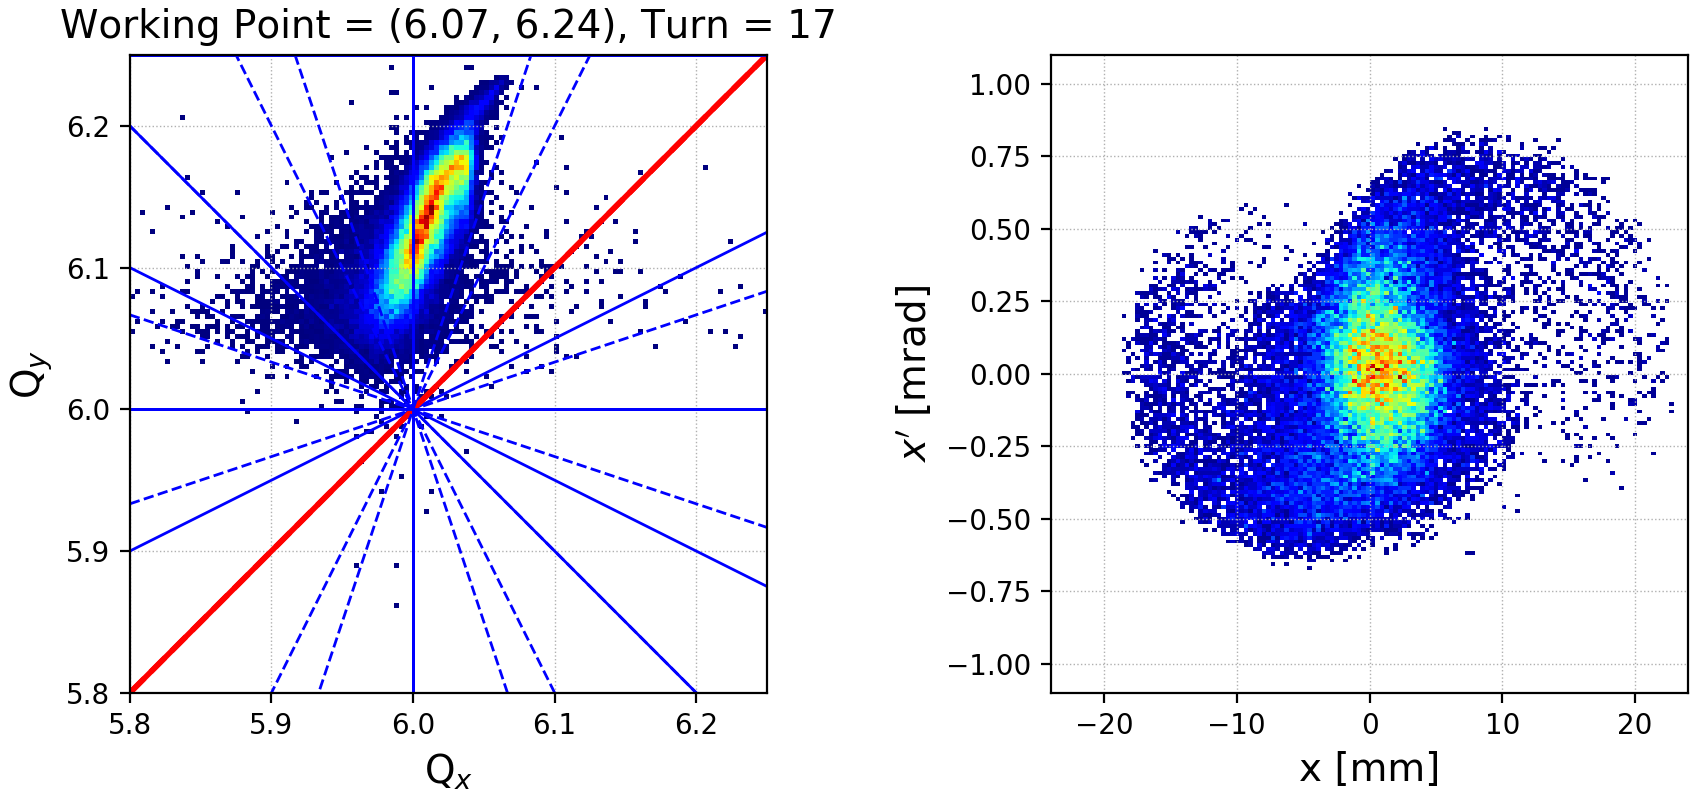 Working Point = (6.07, 6.24), Turn = 17
6.2
6.1
6.0
5.9
5.8
Qy
5.8 5.9 6.0 6.1 6.2
Qx
1.00
0.75
0.50
0.25
0.00
−0.25
−0.50
−0.75
−1.00
x′ [mrad]
−20 −10 0 10 20
x [mm]